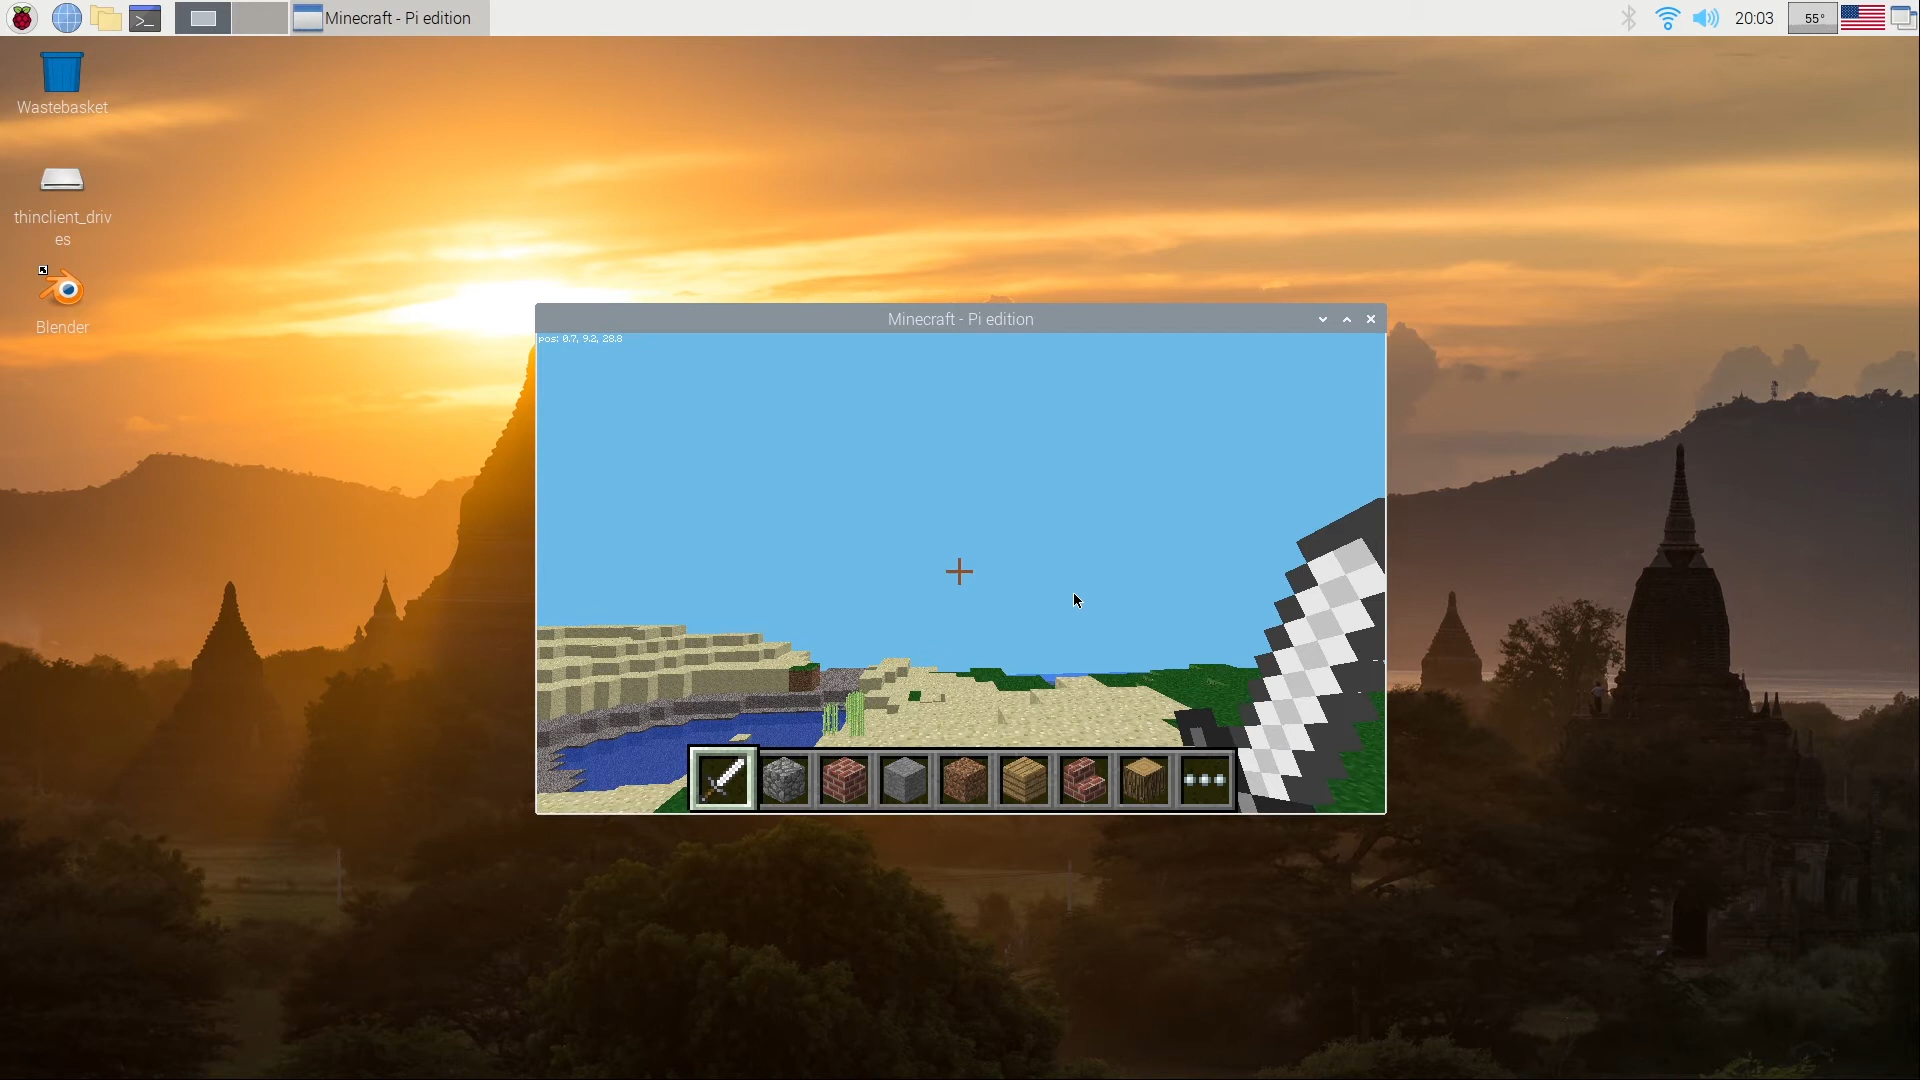 Minecraft - Pi edition
20:03
55°
Wastebasket
thinclient_driv
es
Blender
Minecraft - Pi edition
pos: 0.7, 9.2, 28.8